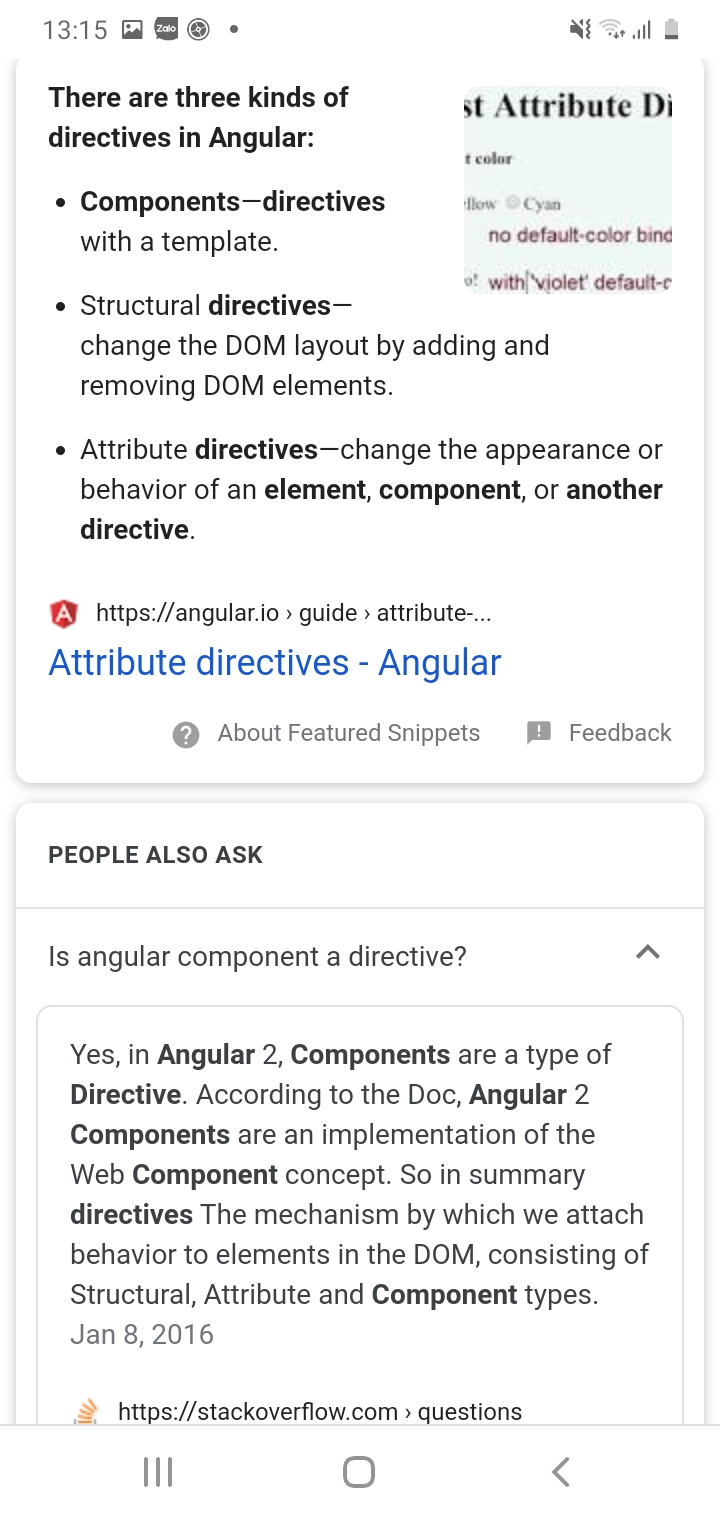 13:15 Zalo
There are three kinds of
directives in Angular:
• Components—directives
with a template.
• Structural directives—
change the DOM layout by adding and
removing DOM elements.
• Attribute directives—change the appearance or
behavior of an element, component, or another
directive.
st Attribute Di
t color
llow Cyan
no default-color bind
o! with 'violet' default-c
https://angular.io › guide › attribute-...
Attribute directives - Angular
About Featured Snippets Feedback
PEOPLE ALSO ASK
Is angular component a directive?
Yes, in Angular 2, Components are a type of
Directive. According to the Doc, Angular 2
Components are an implementation of the
Web Component concept. So in summary
directives The mechanism by which we attach
behavior to elements in the DOM, consisting of
Structural, Attribute and Component types.
Jan 8, 2016
https://stackoverflow.com › questions